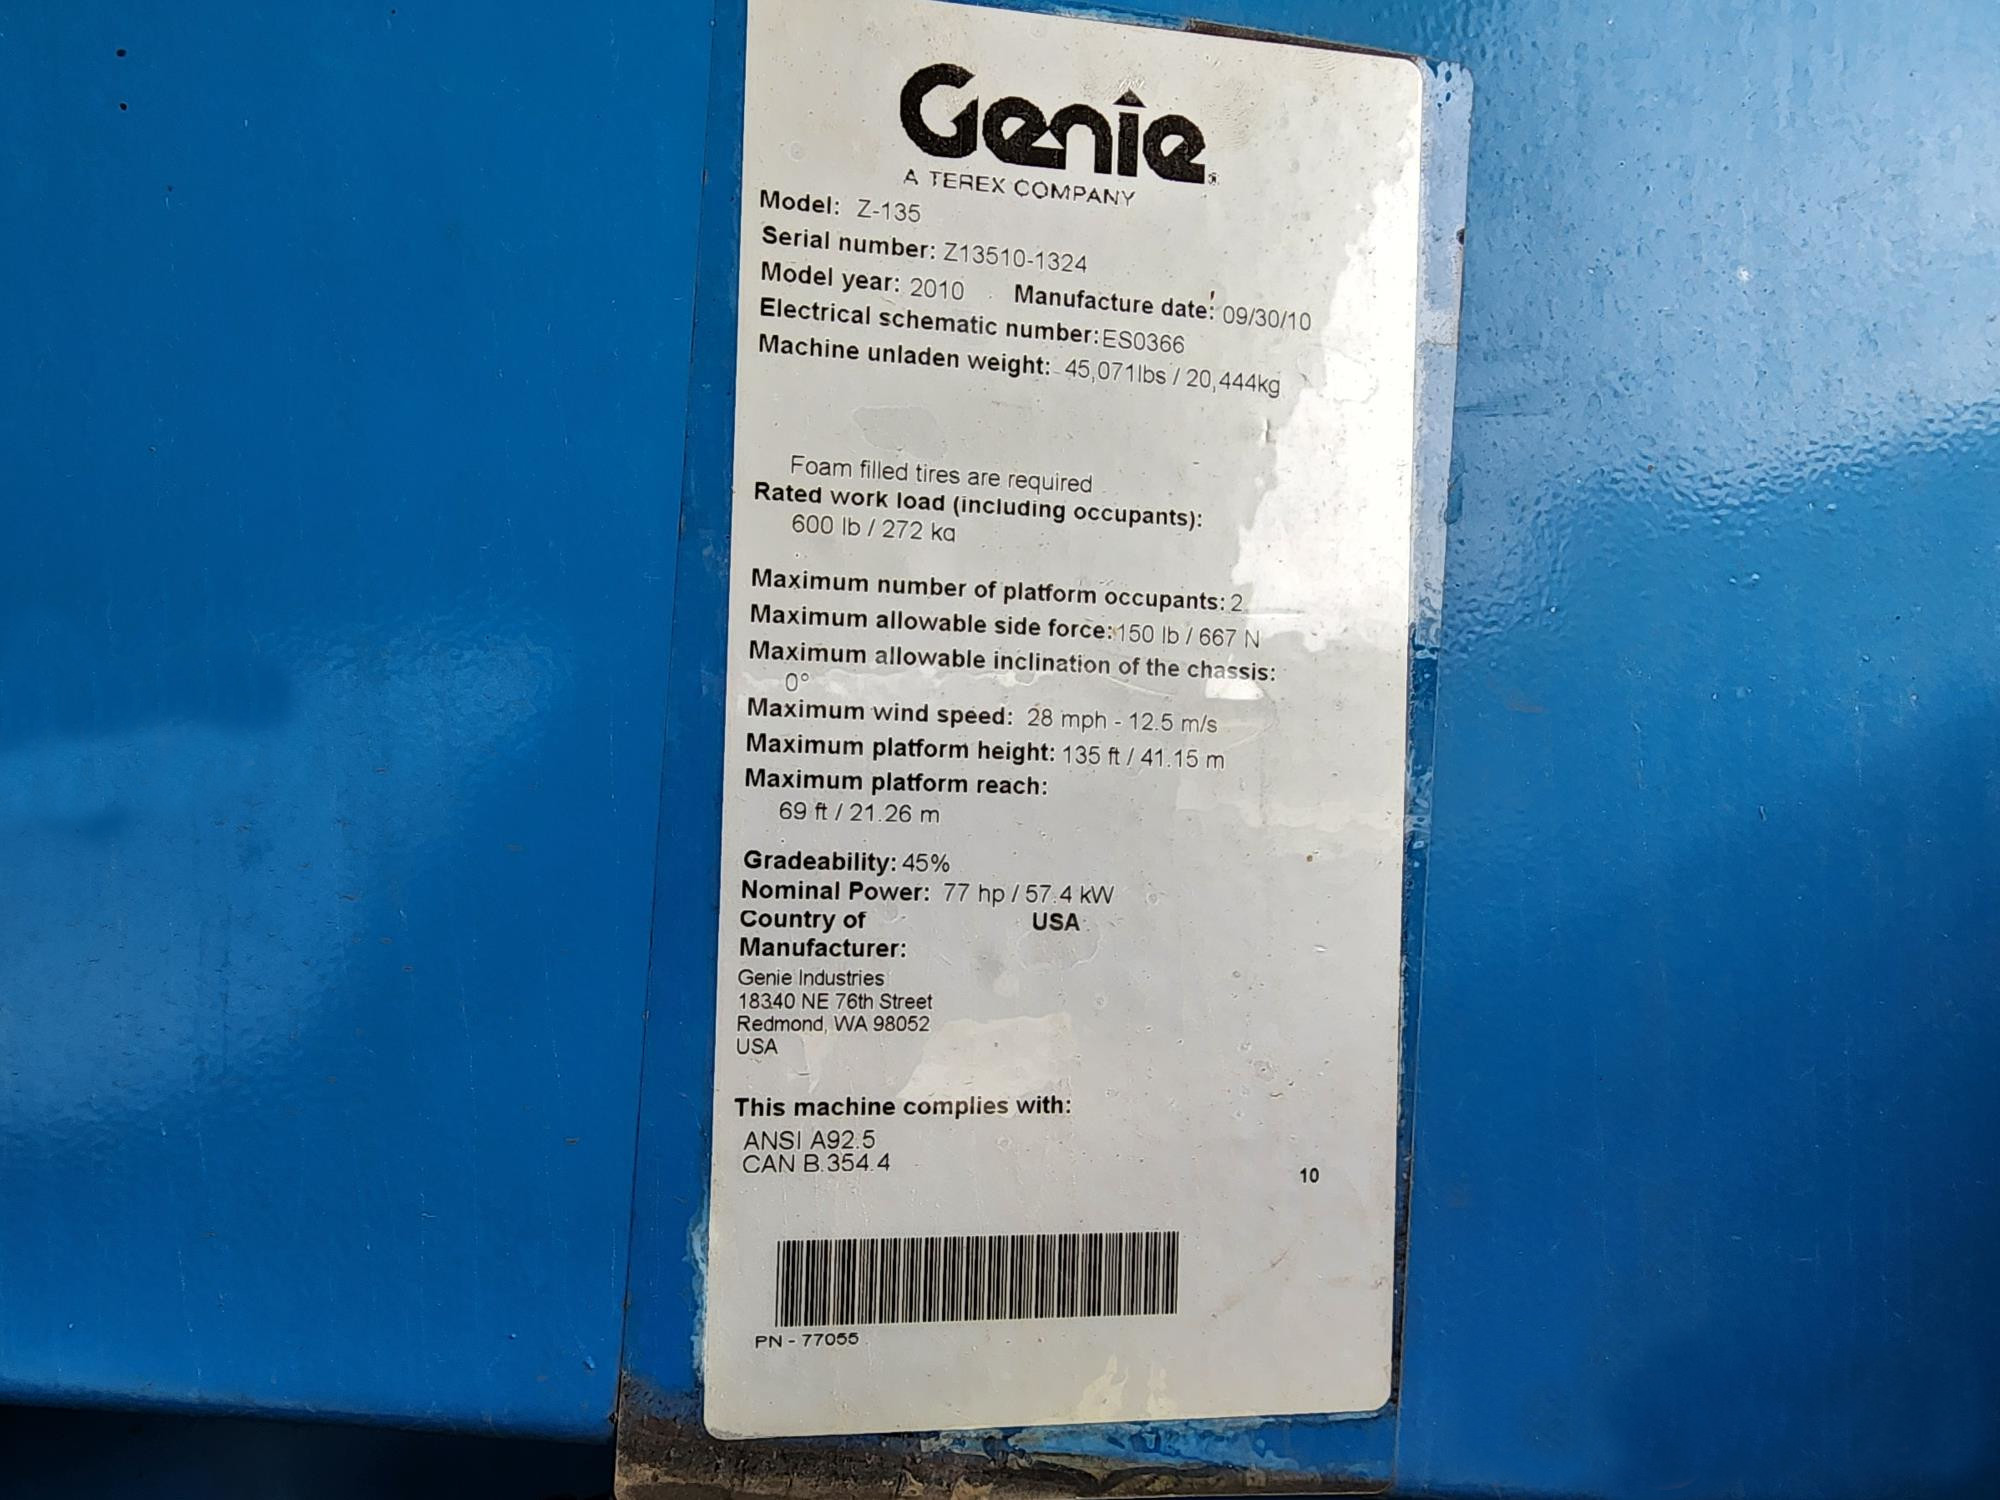 Genie®
A TEREX COMPANY
Model: Z-135
Serial number: Z13510-1324
Model year: 2010 Manufacture date: 09/30/10
Electrical schematic number: ES0366
Machine unladen weight: 45,071lbs / 20,444kg
Foam filled tires are required
Rated work load (including occupants):
600 lb / 272 kg
Maximum number of platform occupants: 2
Maximum allowable side force: 150 lb / 667 N
Maximum allowable inclination of the chassis:
0°
Maximum wind speed: 28 mph - 12.5 m/s
Maximum platform height: 135 ft / 41.15 m
Maximum platform reach:
69 ft / 21.26 m
Gradeability: 45%
Nominal Power: 77 hp / 57.4 kW
Country of USA
Manufacturer:
Genie Industries
18340 NE 76th Street
Redmond, WA 98052
USA
This machine complies with:
ANSI A92.5
CAN B.354.4
10
PN - 77055